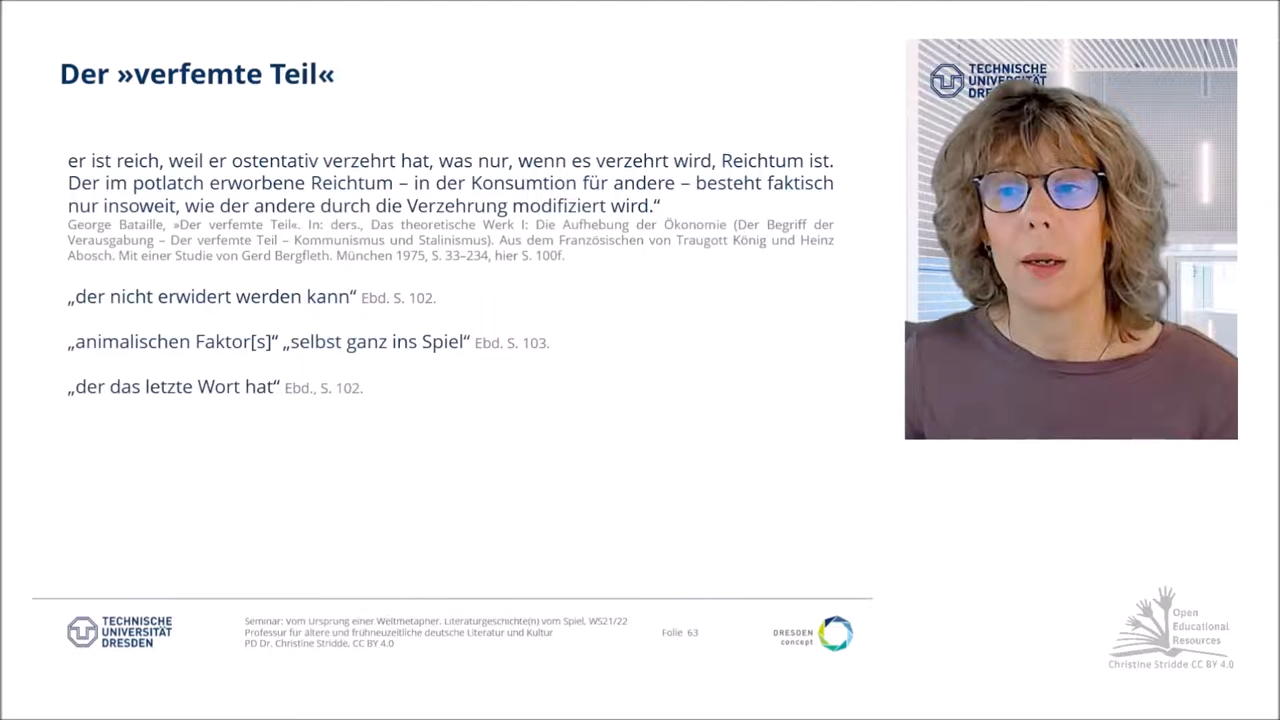 Der »verfemte Teil«
er ist reich, weil er ostentativ verzehrt hat, was nur, wenn es verzehrt wird, Reichtum ist.
Der im potlatch erworbene Reichtum – in der Konsumtion für andere – besteht faktisch
nur insoweit, wie der andere durch die Verzehrung modifiziert wird.“
George Bataille, »Der verfemte Teil«. In: ders., Das theoretische Werk I: Die Aufhebung der Ökonomie (Der Begriff der
Verausgabung – Der verfemte Teil – Kommunismus und Stalinismus). Aus dem Französischen von Traugott König und Heinz
Abosch. Mit einer Studie von Gerd Bergfleth. München 1975, S. 33–234, hier S. 100f.
„der nicht erwidert werden kann“ Ebd. S. 102.
„animalischen Faktor[s]“ „selbst ganz ins Spiel“ Ebd. S. 103.
„der das letzte Wort hat“ Ebd., S. 102.
TECHNISCHE
UNIVERSITÄT
DRESDEN
Seminar: Vom Ursprung einer Weltmetapher. Literaturgeschichte(n) vom Spiel, WS21/22
Professur für ältere und frühneuzeitliche deutsche Literatur und Kultur
PD Dr. Christine Stridde, CC BY 4.0
Folie 63
DRESDEN
concept
TECHNISCHE
UNIVERSITÄT
DRE
Open
Educational
Resources
Christine Stridde CC BY 4.0